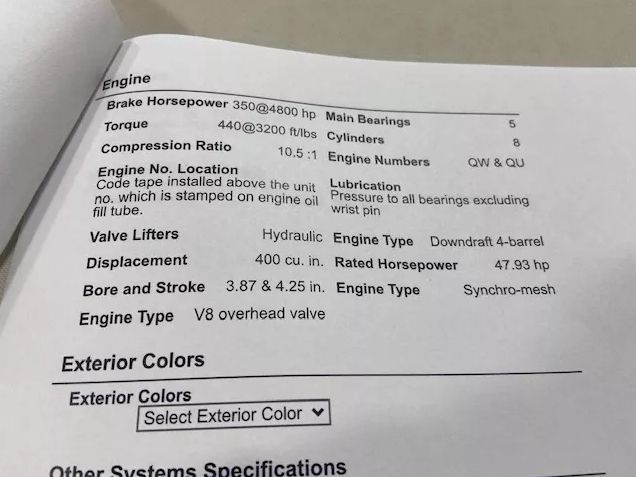 Engine
Brake Horsepower 350@4800 hp Main Bearings 5
Torque 440@3200 ft/lbs Cylinders 8
Compression Ratio 10.5 :1 Engine Numbers QW & QU
Engine No. Location
Code tape installed above the unit
no. which is stamped on engine oil
fill tube.
Lubrication
Pressure to all bearings excluding
wrist pin
Valve Lifters Hydraulic Engine Type Downdraft 4-barrel
Displacement 400 cu. in. Rated Horsepower 47.93 hp
Bore and Stroke 3.87 & 4.25 in. Engine Type Synchro-mesh
Engine Type V8 overhead valve
Exterior Colors
Exterior Colors
Select Exterior Color
Other Systems Specifications